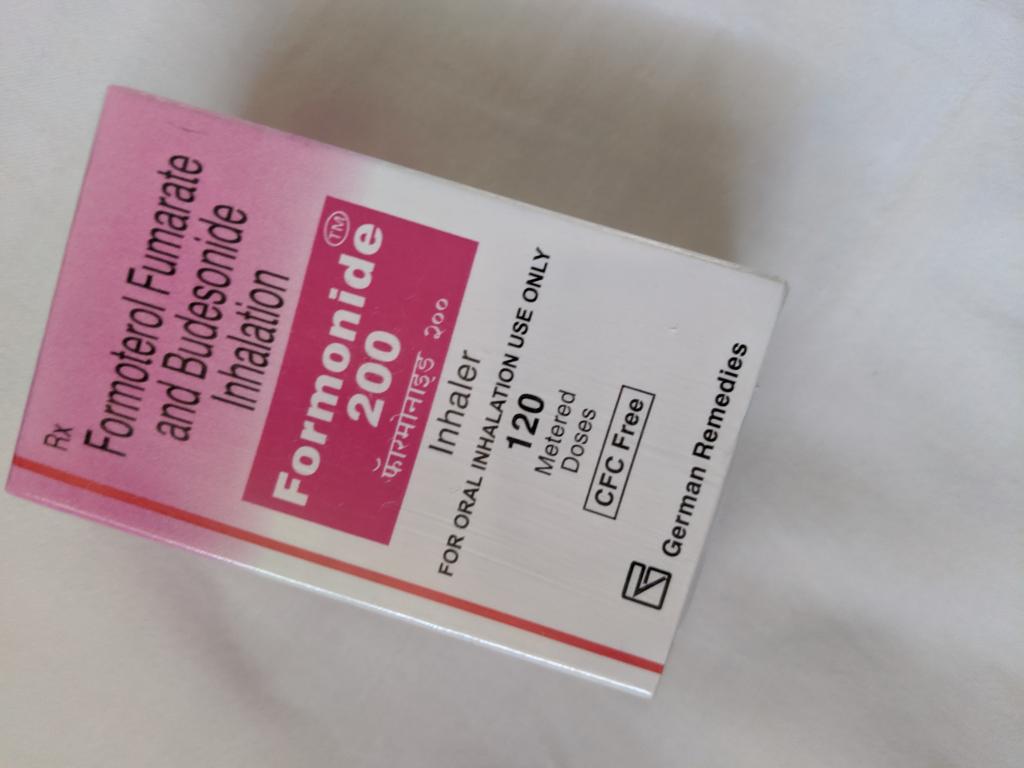 Rx
Formoterol Fumarate
and Budesonide
Inhalation
Formonide TM
200
फॉरमोनाइड २००
Inhaler
FOR ORAL INHALATION USE ONLY
120
Metered
Doses
CFC Free
German Remedies